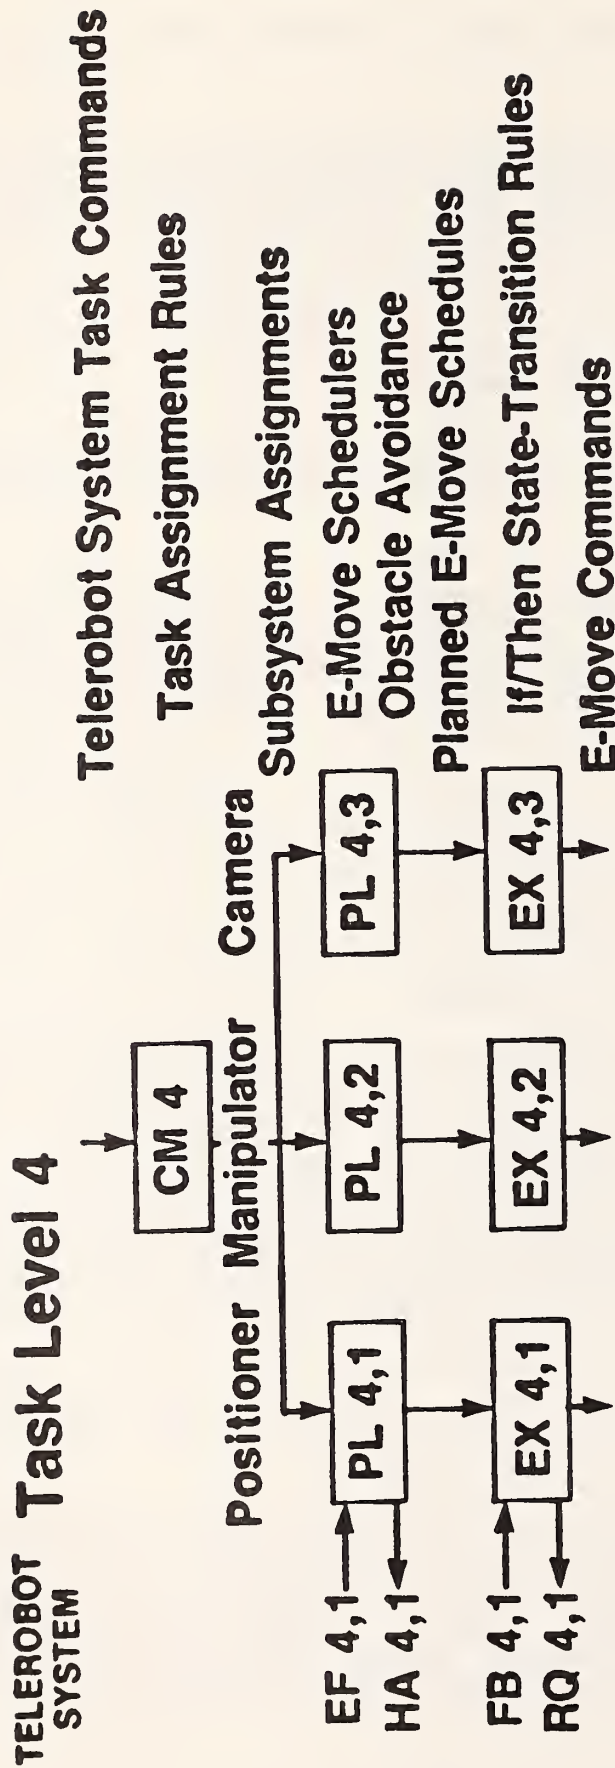 TELEROBOT
SYSTEM
Task Level 4
Telerobot System Task Commands
CM 4
Task Assignment Rules
Positioner Manipulator Camera
Subsystem Assignments
EF 4,1
HA 4,1
PL 4,1
PL 4,2
PL 4,3
E-Move Schedulers
Obstacle Avoidance
Planned E-Move Schedules
FB 4,1
RQ 4,1
EX 4,1
EX 4,2
EX 4,3
If/Then State-Transition Rules
E-Move Commands